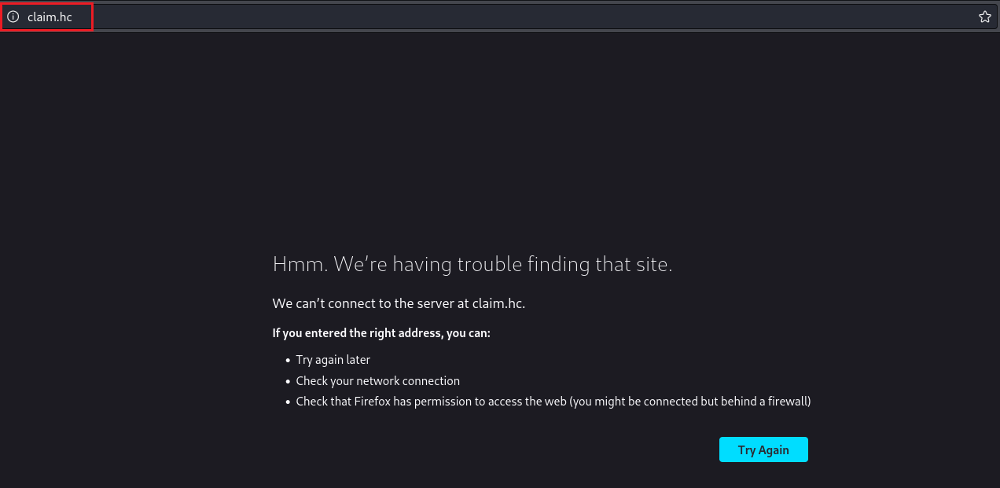 claim.hc
Hmm. We’re having trouble finding that site.
We can’t connect to the server at claim.hc.
If you entered the right address, you can:
• Try again later
• Check your network connection
• Check that Firefox has permission to access the web (you might be connected but behind a firewall)
Try Again